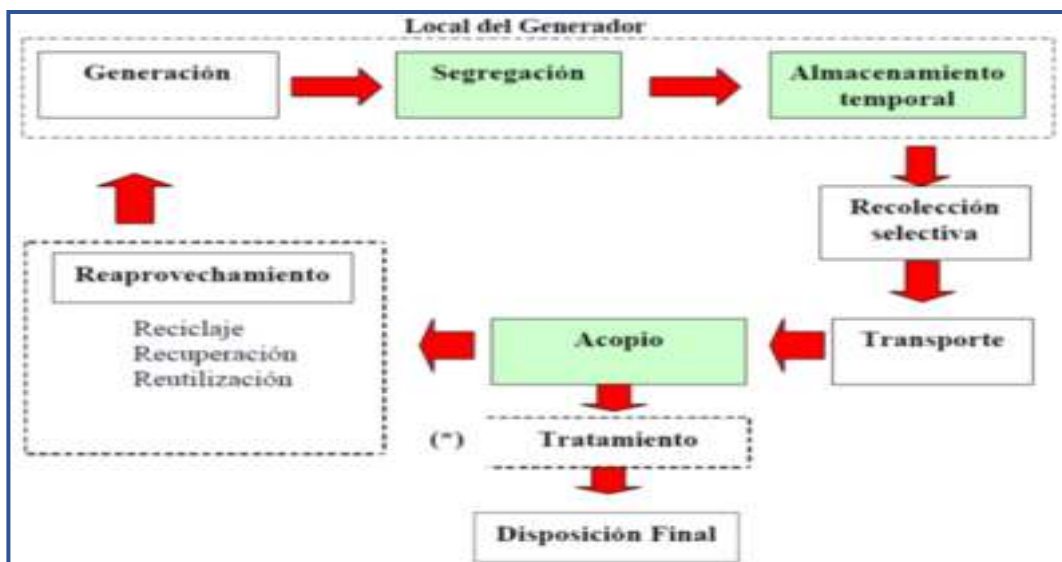 Local del Generador
Generación
Segregación
Almacenamiento
temporal
Recolección
selectiva
Reaprovechamiento
Reciclaje
Recuperación
Reutilización
Acopio
Transporte
(*)
Tratamiento
Disposición Final